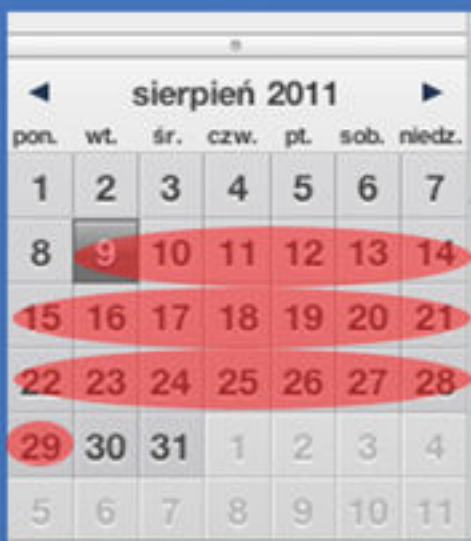 sierpień 2011
pon. wt. śr. czw. pt. sob. niedz.
1 2 3 4 5 6 7
8 9 10 11 12 13 14
15 16 17 18 19 20 21
22 23 24 25 26 27 28
29 30 31 1 2 3 4
5 6 7 8 9 10 11